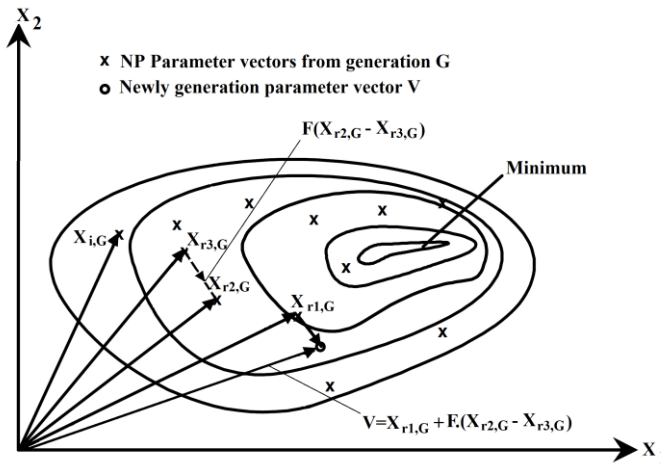 X2
x NP Parameter vectors from generation G
o Newly generation parameter vector V
F(Xr2,G - Xr3,G)
Minimum
Xi,G
Xr3,G
Xr2,G
Xr1,G
V=Xr1,G + F.(Xr2,G - Xr3,G)
X